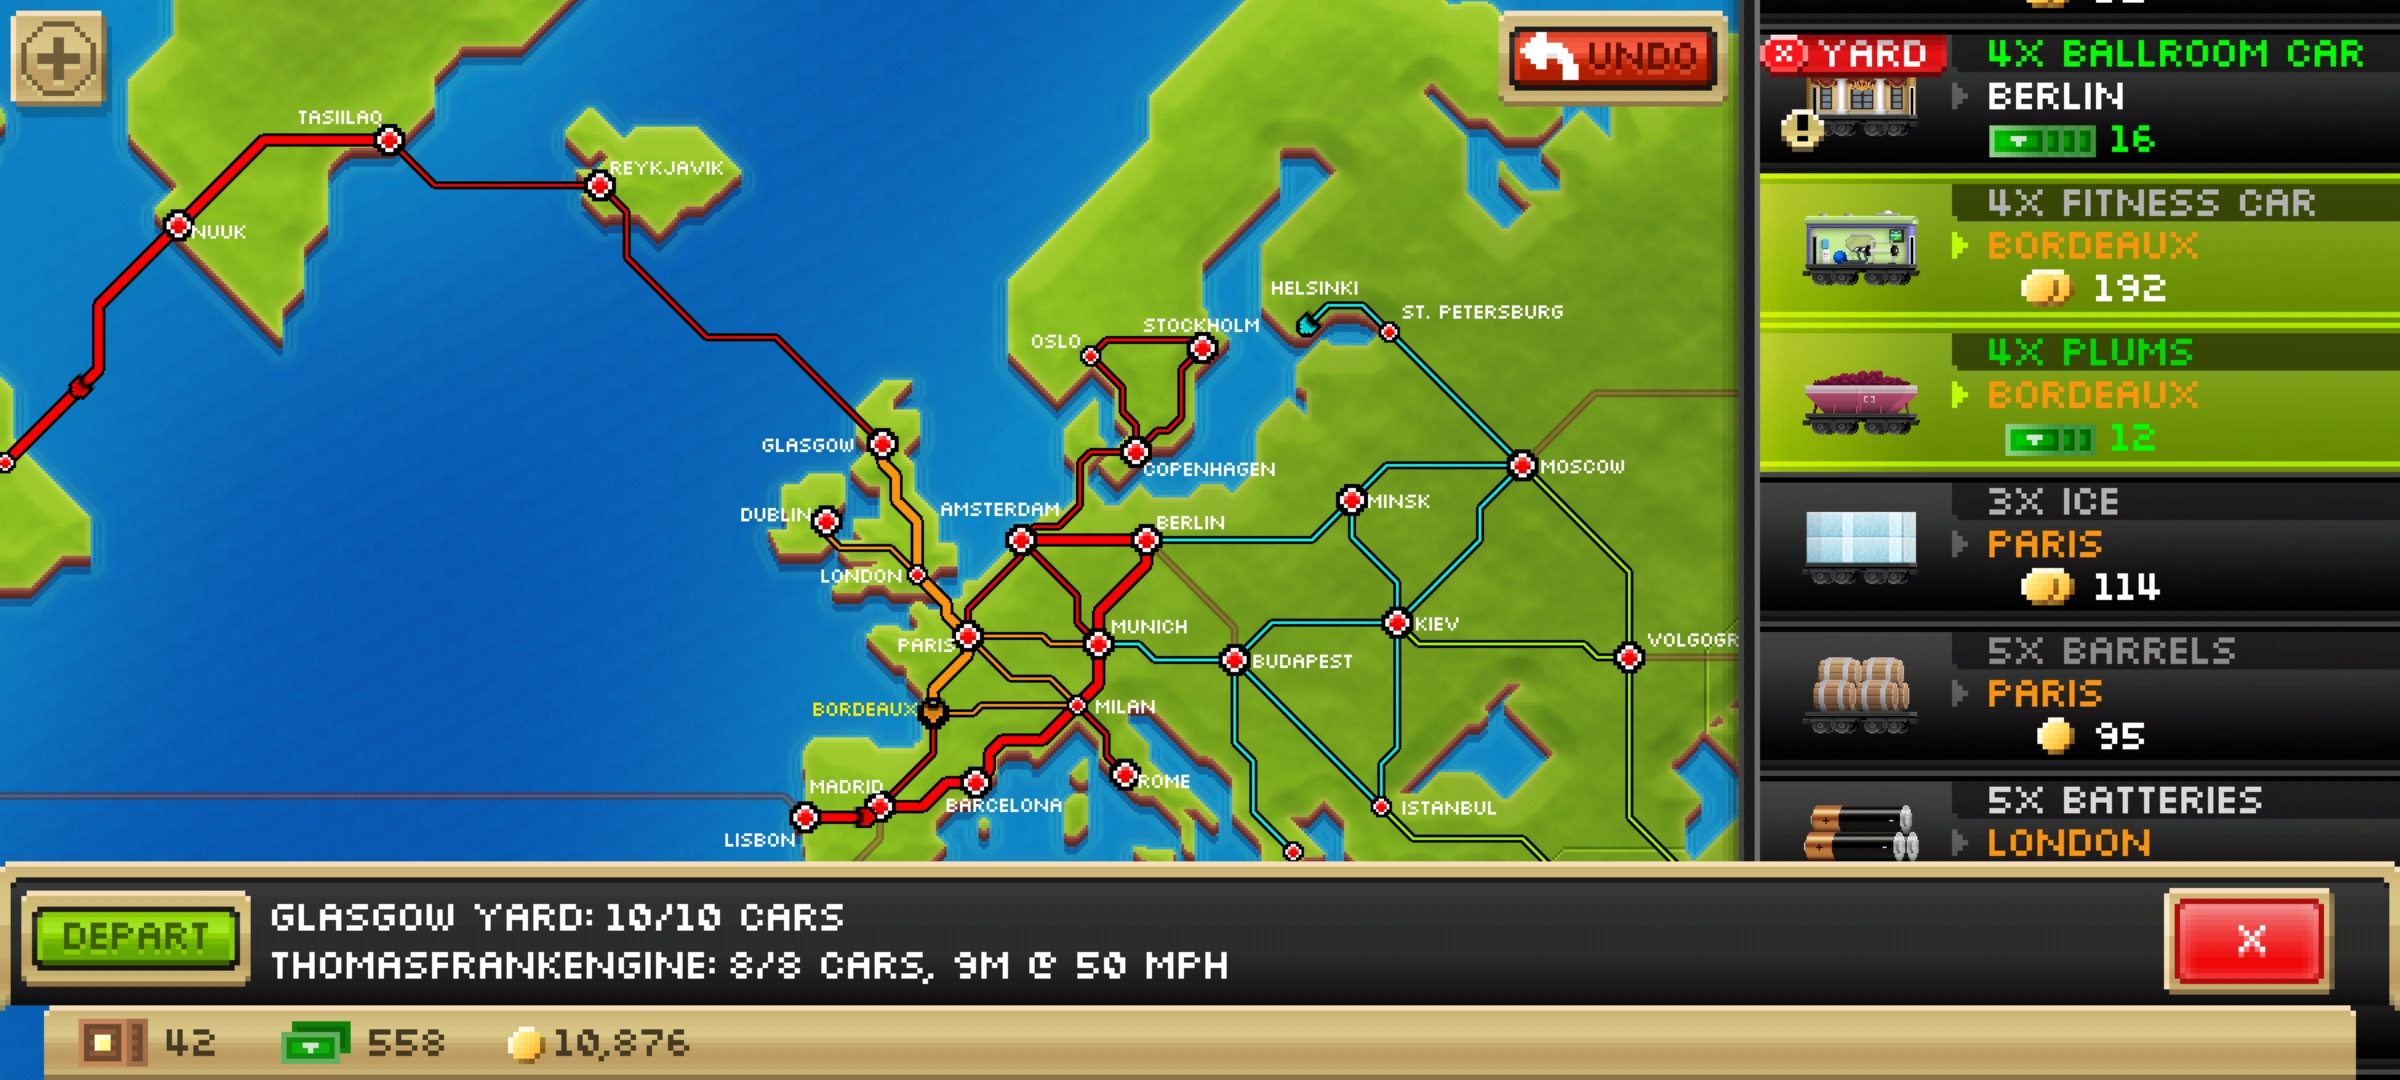 UNDO
TASIILAQ
REYKJAVIK
NUUK
HELSINKI
ST. PETERSBURG
STOCKHOLM
OSLO
GLASGOW
COPENHAGEN
MOSCOW
MINSK
AMSTERDAM
DUBLIN
BERLIN
LONDON
MUNICH
KIEV
PARIS
VOLGOGR
BUDAPEST
BORDEAUX
MILAN
MADRID
ROME
BARCELONA
ISTANBUL
LISBON
YARD
4X BALLROOM CAR
BERLIN
16
4X FITNESS CAR
BORDEAUX
192
4X PLUMS
BORDEAUX
12
3X ICE
PARIS
114
5X BARRELS
PARIS
95
5X BATTERIES
LONDON
DEPART
GLASGOW YARD: 10/10 CARS
THOMASFRANKENGINE: 8/8 CARS, 9M @ 50 MPH
X
42
558
10,876